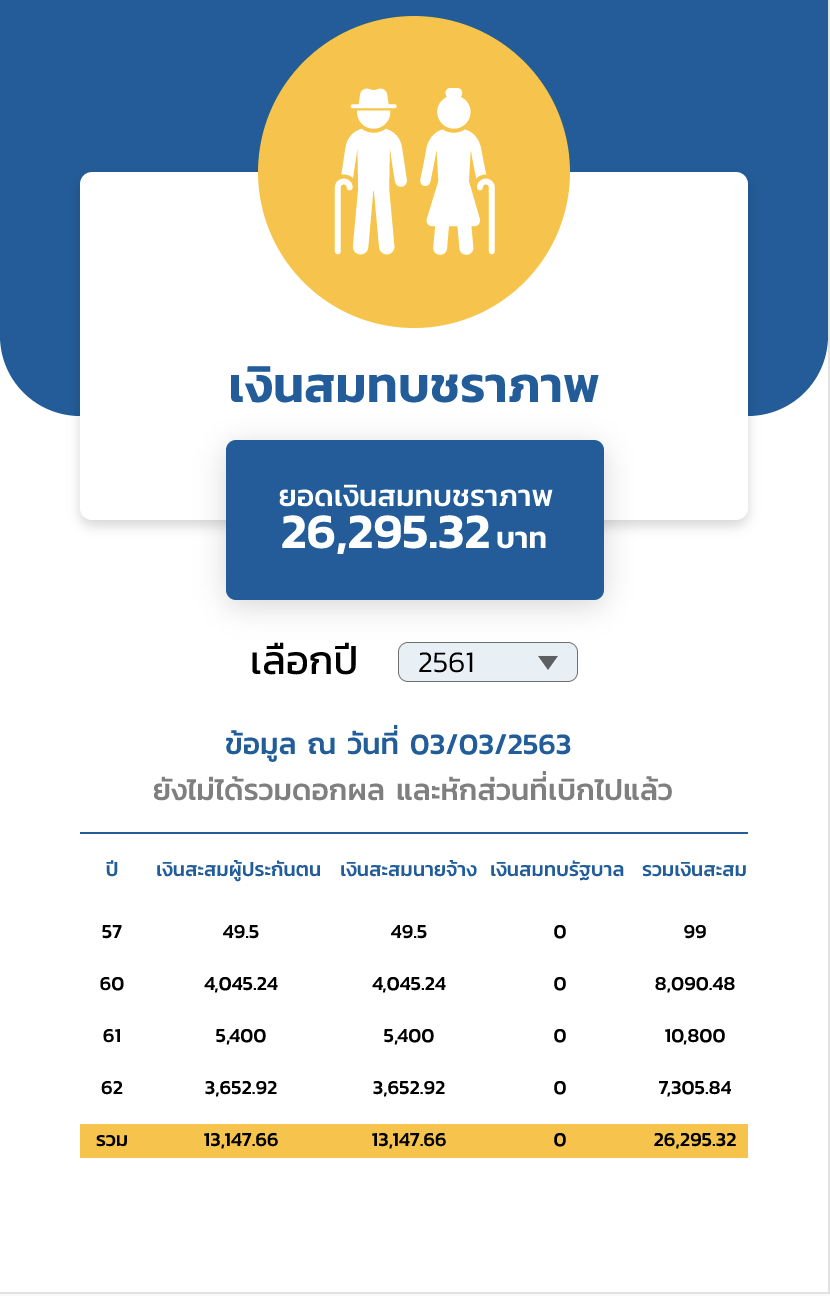 เงินสมทบชราภาพ
ยอดเงินสมทบชราภาพ
26,295.32 บาท
เลือกปี 2561
ข้อมูล ณ วันที่ 03/03/2563
ยังไม่ได้รวมดอกผล และหักส่วนที่เบิกไปแล้ว
ปี เงินสะสมผู้ประกันตน เงินสะสมนายจ้าง เงินสมทบรัฐบาล รวมเงินสะสม
57 49.5 49.5 0 99
60 4,045.24 4,045.24 0 8,090.48
61 5,400 5,400 0 10,800
62 3,652.92 3,652.92 0 7,305.84
รวม 13,147.66 13,147.66 0 26,295.32